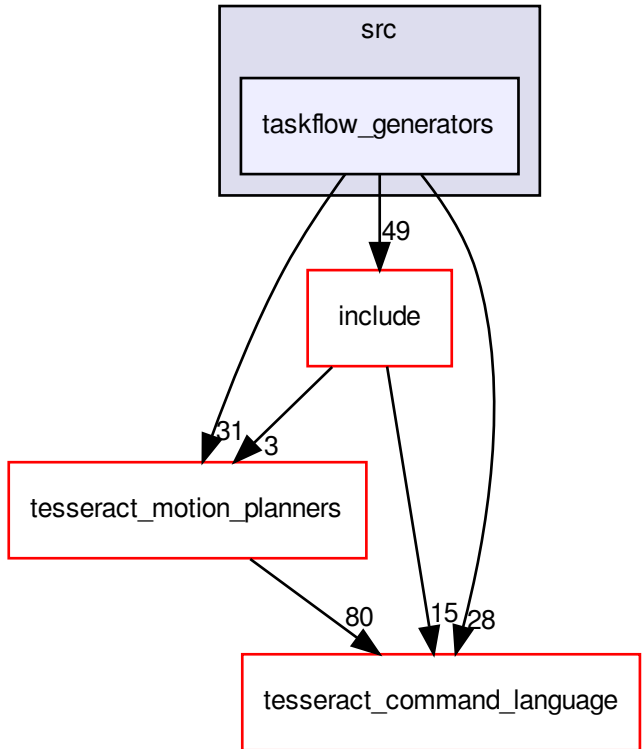 src
taskflow_generators
49
include
31
3
tesseract_motion_planners
80
15
28
tesseract_command_language